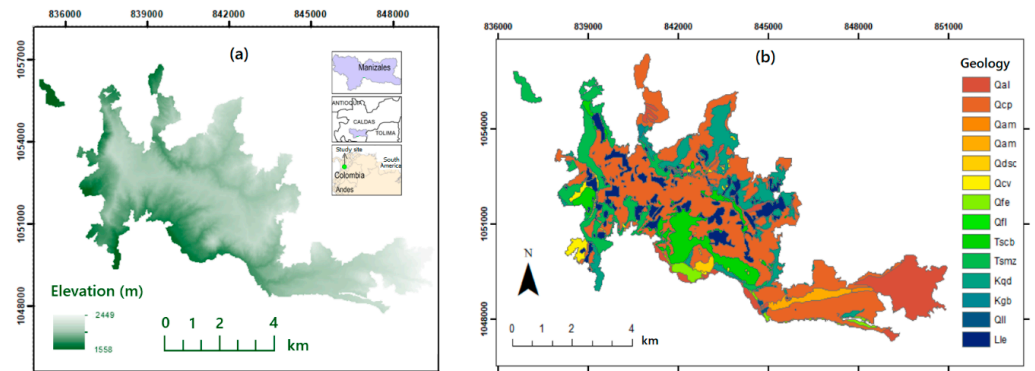 836000 839000 842000 845000 848000
1057000
1054000
1051000
1048000
(a)
Manizales
ANTIOQUIA
CALDAS
TOLIMA
Study site
South
America
Colombia
Andes
Elevation (m)
2449
1558
0 1 2 4
km
836000 839000 842000 845000 848000 851000
1054000
1051000
1048000
(b)
N
0 1 2 4
km
Geology
Qal
Qcp
Qam
Qam
Qdsc
Qcv
Qfe
Qfl
Tscb
Tsmz
Kqd
Kgb
Qll
Lle